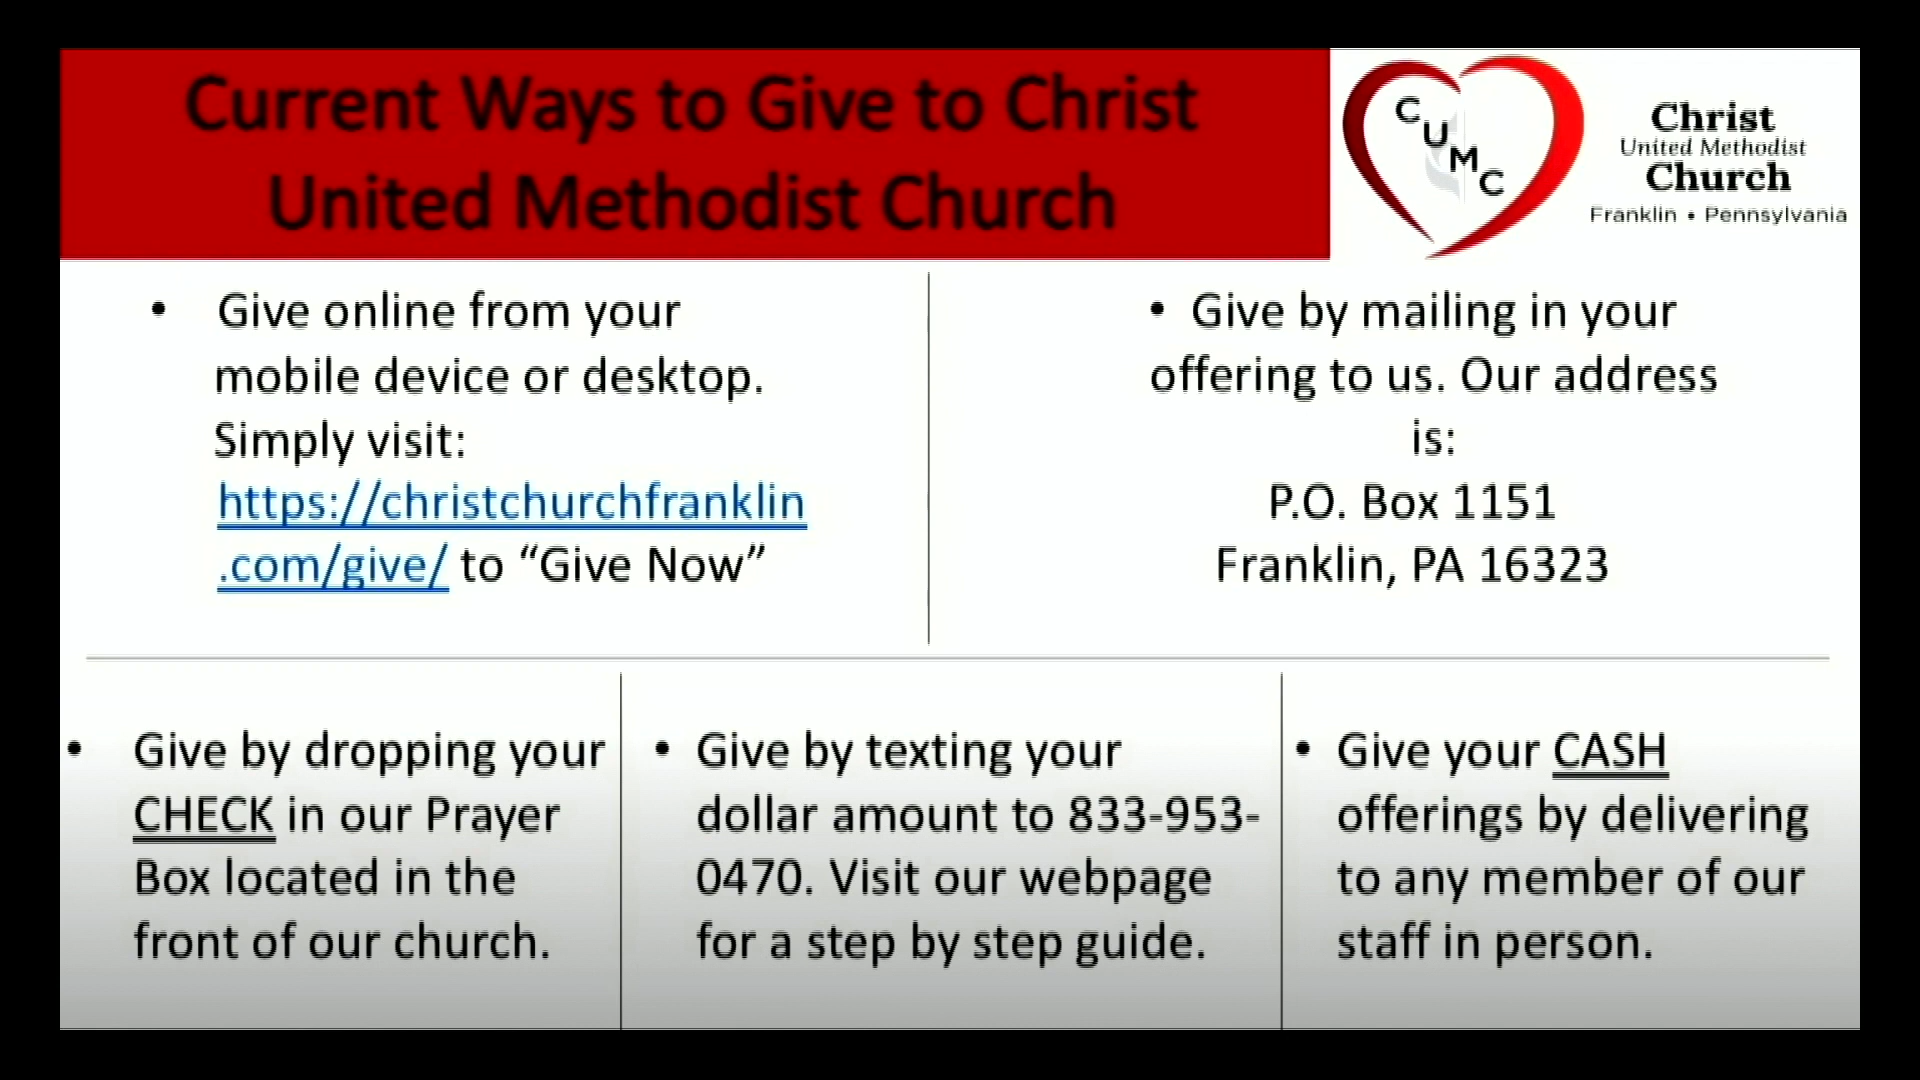 Current Ways to Give to Christ
United Methodist Church
C
U
M
C
Christ
United Methodist
Church
Franklin • Pennsylvania
• Give online from your
mobile device or desktop.
Simply visit:
https://christchurchfranklin
.com/give/ to “Give Now”
• Give by mailing in your
offering to us. Our address
is:
P.O. Box 1151
Franklin, PA 16323
• Give by dropping your
CHECK in our Prayer
Box located in the
front of our church.
• Give by texting your
dollar amount to 833-953-
0470. Visit our webpage
for a step by step guide.
• Give your CASH
offerings by delivering
to any member of our
staff in person.